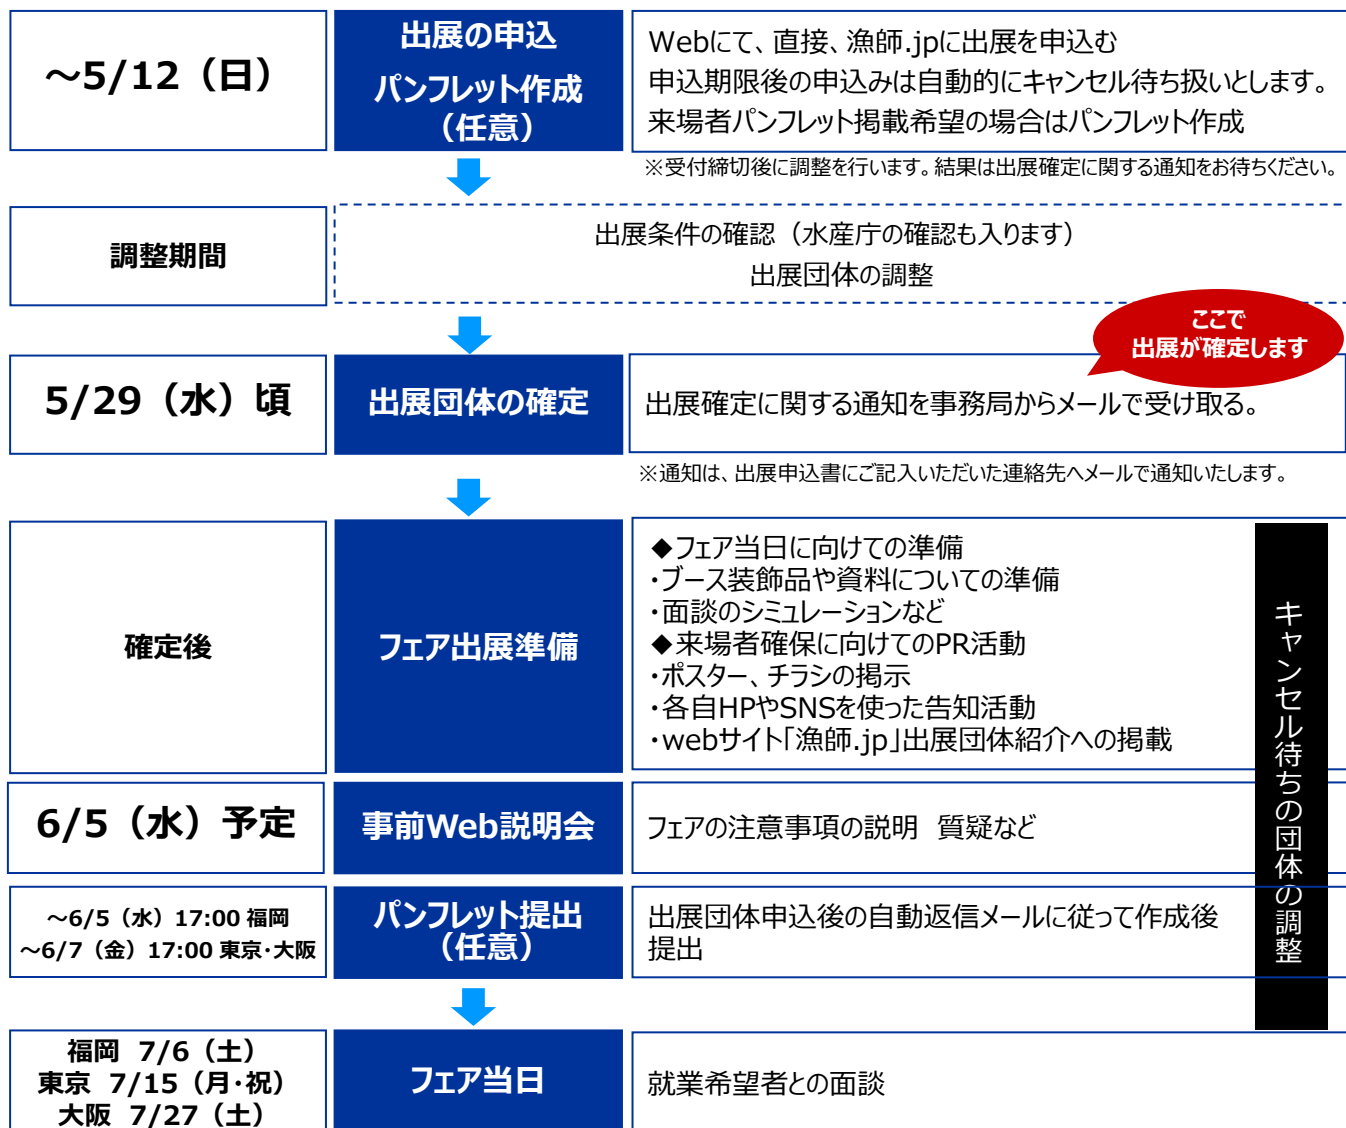 ～5/12（日）
出展の申込
パンフレット作成
（任意）
Webにて、直接、漁師.jpに出展を申込む
申込期限後の申込みは自動的にキャンセル待ち扱いとします。
来場者パンフレット掲載希望の場合はパンフレット作成
※受付締切後に調整を行います。結果は出展確定に関する通知をお待ちください。
調整期間
出展条件の確認（水産庁の確認も入ります）
出展団体の調整
ここで
出展が確定します
5/29（水）頃
出展団体の確定
出展確定に関する通知を事務局からメールで受け取る。
※通知は、出展申込書にご記入いただいた連絡先へメールで通知いたします。
確定後
フェア出展準備
◆フェア当日に向けての準備
・ブース装飾品や資料についての準備
・面談のシミュレーションなど
◆来場者確保に向けてのPR活動
・ポスター、チラシの掲示
・各自HPやSNSを使った告知活動
・webサイト「漁師.jp」出展団体紹介への掲載
キャンセル待ちの団体の調整
6/5（水）予定
事前Web説明会
フェアの注意事項の説明　質疑など
～6/5（水）17:00 福岡
～6/7（金）17:00 東京・大阪
パンフレット提出
（任意）
出展団体申込後の自動返信メールに従って作成後
提出
福岡 7/6（土）
東京 7/15（月・祝）
大阪 7/27（土）
フェア当日
就業希望者との面談